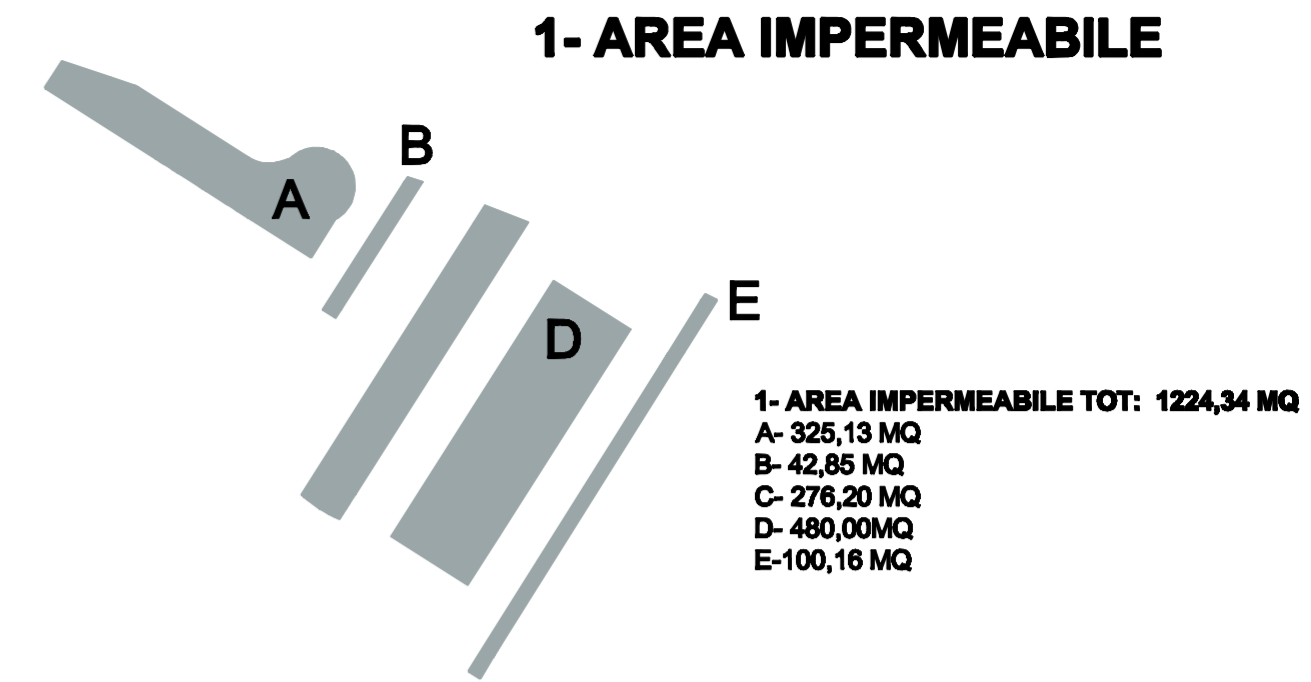 1- AREA IMPERMEABILE
B
A
E
D
1- AREA IMPERMEABILE TOT: 1224,34 MQ
A- 325,13 MQ
B- 42,85 MQ
C- 276,20 MQ
D- 480,00MQ
E-100,16 MQ